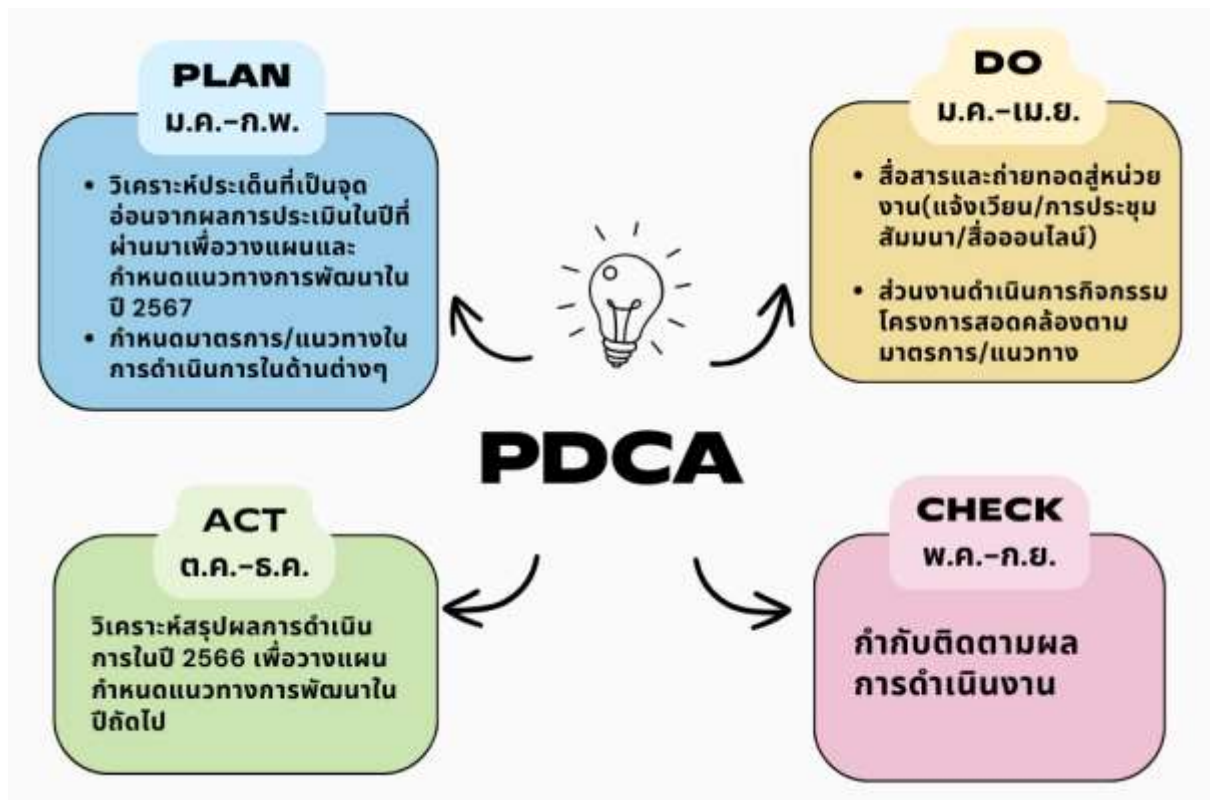 PLAN
ม.ค.-ก.พ.
• วิเคราะห์ประเด็นที่เป็นจุด
อ่อนจากผลการประเมินในปีที่
ผ่านมาเพื่อวางแผนและ
กำหนดแนวทางการพัฒนาใน
ปี 2567
• กำหนดมาตรการ/แนวทางใน
การดำเนินการในด้านต่างๆ
DO
ม.ค.-เม.ย.
• สื่อสารและถ่ายทอดสู่หน่วย
งาน(แจ้งเวียน/การประชุม
สัมมนา/สื่อออนไลน์)
• ส่วนงานดำเนินการกิจกรรม
โครงการสอดคล้องตาม
มาตรการ/แนวทาง
PDCA
ACT
ต.ค.-ธ.ค.
วิเคราะห์สรุปผลการดำเนิน
การในปี 2566 เพื่อวางแผน
กำหนดแนวทางการพัฒนาใน
ปีถัดไป
CHECK
พ.ค.-ก.ย.
กำกับติดตามผล
การดำเนินงาน